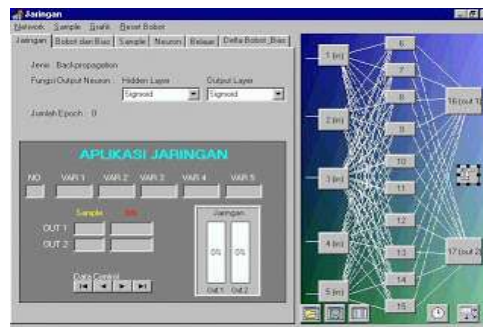 Jaringan
Network Sample Grafik Reset Bobot
Jaringan Bobot dan Bias Sample Neuron Belajar Delta Bobot_Bias
Jenis Backpropagation
Fungsi Output Neuron Hidden Layer Output Layer
Sigmoid Sigmoid
Jumlah Epoch 0
APLIKASI JARINGAN
NO VAR 1 VAR 2 VAR 3 VAR 4 VAR 5
Sample Jaringan
OUT 1
OUT 2
0% 0%
Data Control
Out 1 Out 2
1 (in)
2 (in)
3 (in)
4 (in)
5 (in)
6
7
8
9
10
11
12
13
14
15
16 (out 1)
17 (out 2)